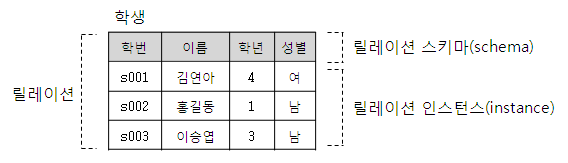 학생
학번 이름 학년 성별
릴레이션 스키마(schema)
s001 김연아 4 여
릴레이션
s002 홍길동 1 남
릴레이션 인스턴스(instance)
s003 이승엽 3 남